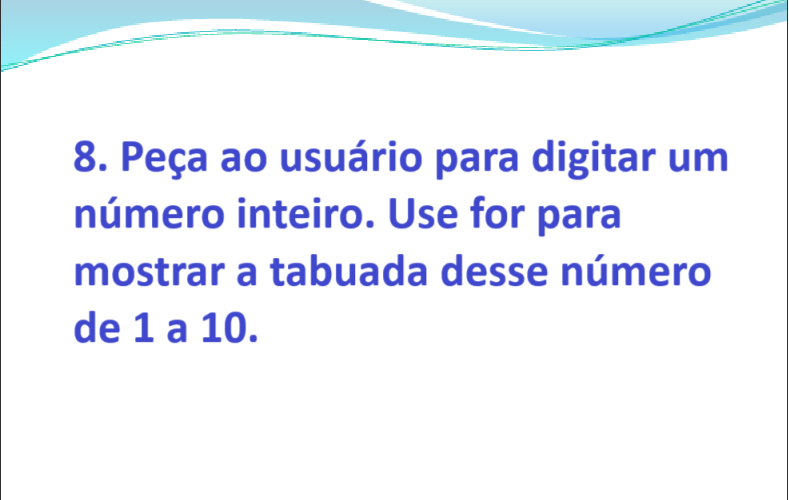 8. Peça ao usuário para digitar um
número inteiro. Use for para
mostrar a tabuada desse número
de 1 a 10.